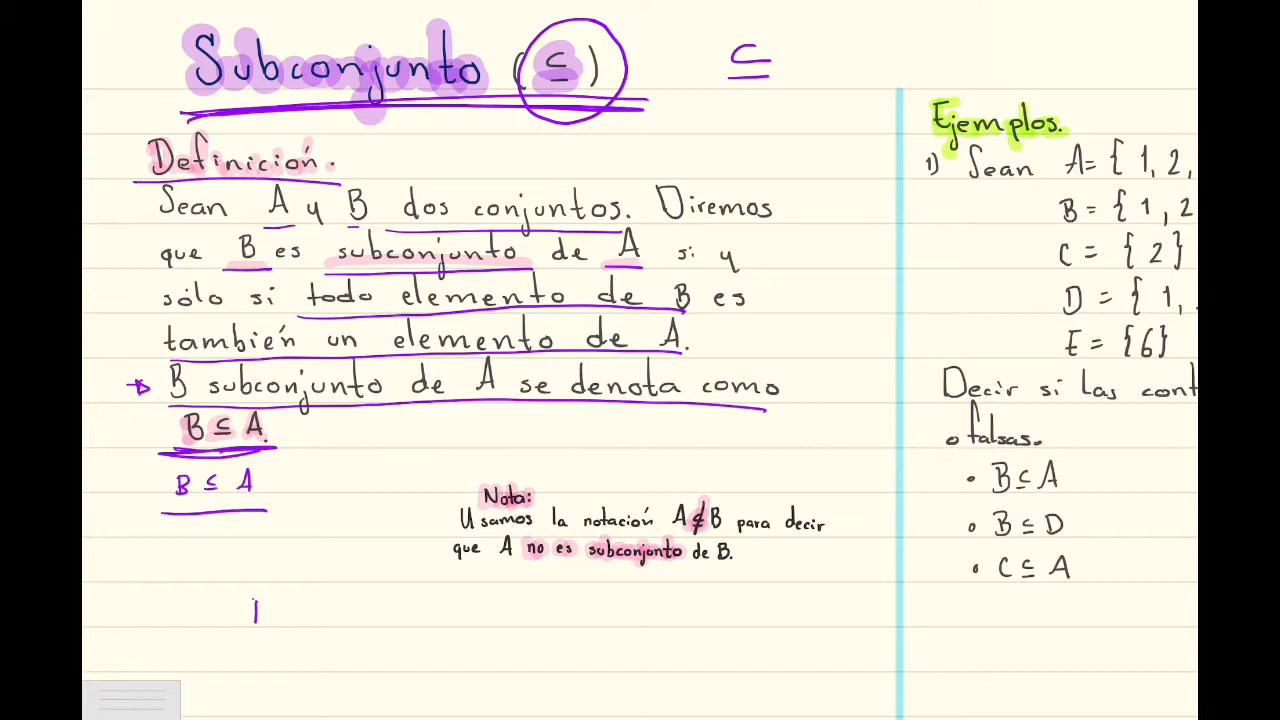 Subconjunto (⊆) ⊆
Definición.
Sean A y B dos conjuntos. Diremos
que B es subconjunto de A si y
sólo si todo elemento de B es
también un elemento de A.
B subconjunto de A se denota como
B ⊆ A.
B ⊆ A
Nota:
Usamos la notación A ⊄ B para decir
que A no es subconjunto de B.
Ejemplos.
1) Sean A = { 1, 2,
B = { 1, 2
C = { 2 }
D = { 1,
E = {6}
Decir si las cont
o falsas.
• B ⊆ A
• B ⊆ D
• C ⊆ A